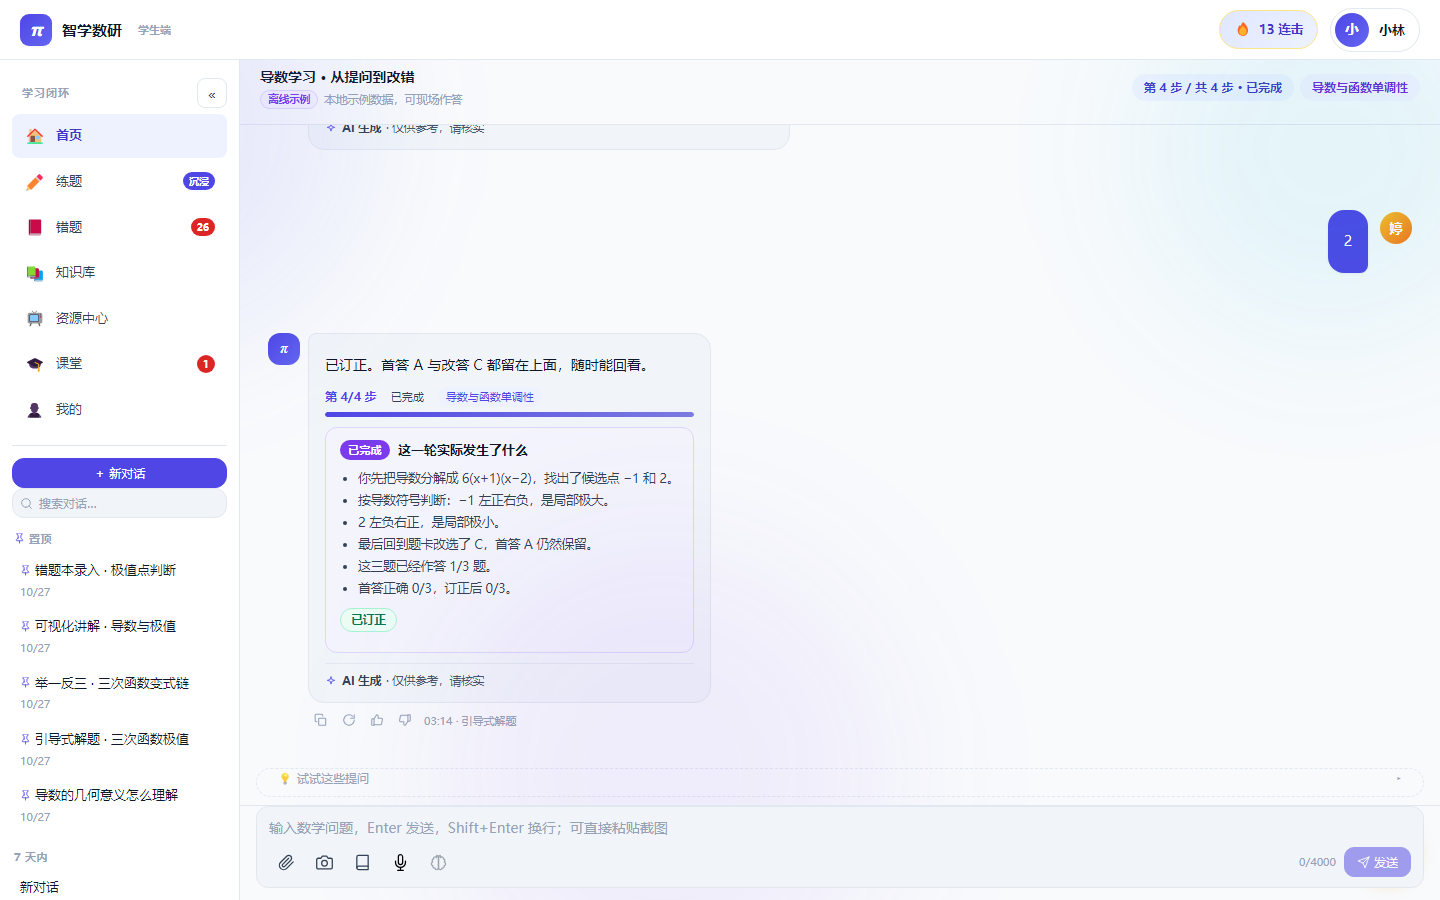 π 智学数研 学生端
13 连击
小 小林
学习闭环 «
首页
练题 沉浸
错题 26
知识库
资源中心
课堂 1
我的
+ 新对话
搜索对话...
置顶
错题本录入 · 极值点判断
10/27
可视化讲解 · 导数与极值
10/27
举一反三 · 三次函数变式链
10/27
引导式解题 · 三次函数极值
10/27
导数的几何意义怎么理解
10/27
7 天内
新对话
导数学习 • 从提问到改错
离线示例 本地示例数据，可现场作答
第 4 步 / 共 4 步 • 已完成
导数与函数单调性
AI 生成 · 仅供参考，请核实
2
婷
π
已订正。首答 A 与改答 C 都留在上面，随时能回看。
第 4/4 步 已完成 导数与函数单调性
已完成 这一轮实际发生了什么
• 你先把导数分解成 6(x+1)(x−2)，找出了候选点 −1 和 2。
• 按导数符号判断：−1 左正右负，是局部极大。
• 2 左负右正，是局部极小。
• 最后回到题卡改选了 C，首答 A 仍然保留。
• 这三题已经作答 1/3 题。
• 首答正确 0/3，订正后 0/3。
已订正
AI 生成 · 仅供参考，请核实
03:14 · 引导式解题
试试这些提问
输入数学问题，Enter 发送，Shift+Enter 换行；可直接粘贴截图
0/4000
发送